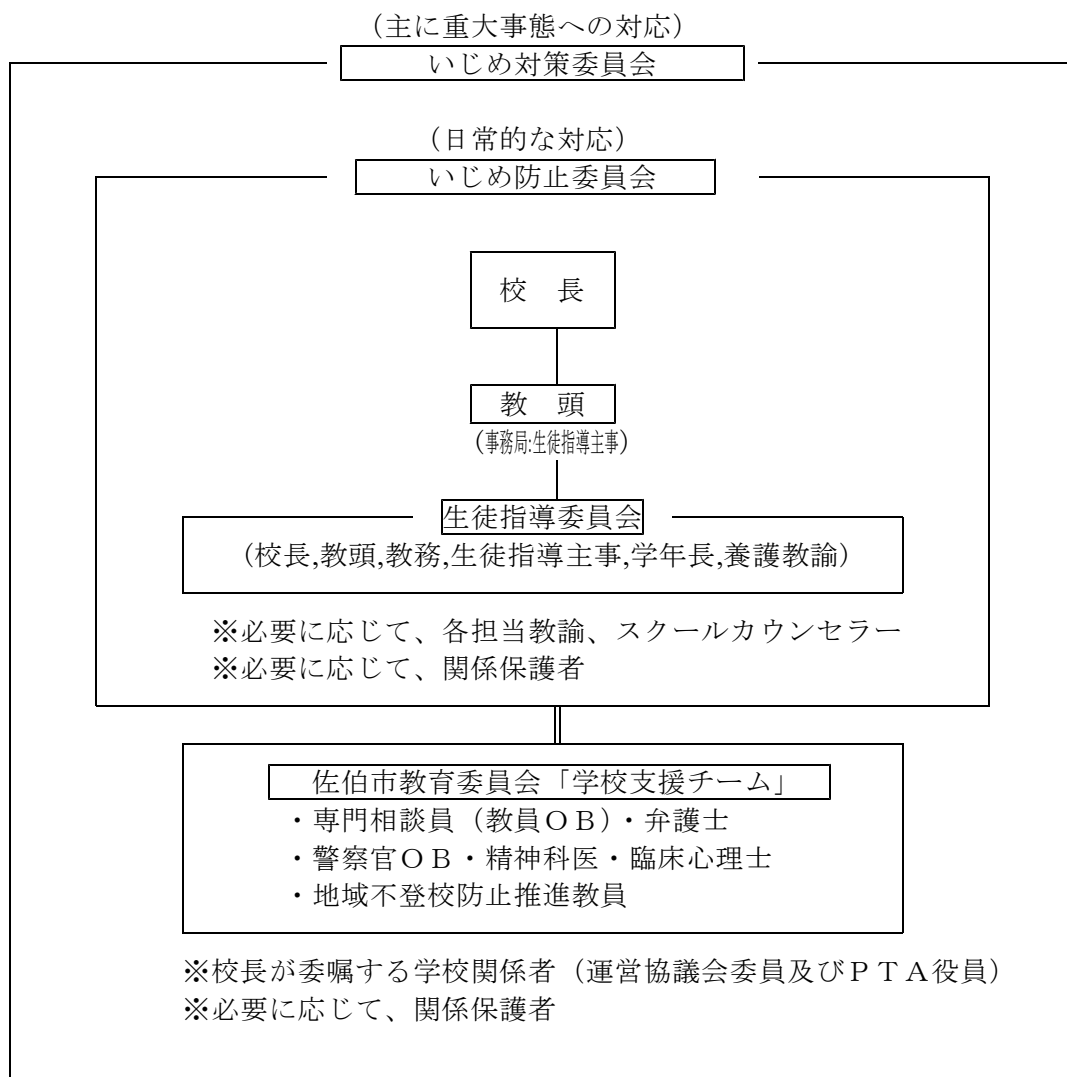 （主に重大事態への対応）
いじめ対策委員会
（日常的な対応）
いじめ防止委員会
校　長
教　頭
（事務局:生徒指導主事）
生徒指導委員会
（校長,教頭,教務,生徒指導主事,学年長,養護教諭）
※必要に応じて、各担当教諭、スクールカウンセラー
※必要に応じて、関係保護者
佐伯市教育委員会「学校支援チーム」
・専門相談員（教員ＯＢ）・弁護士
・警察官ＯＢ・精神科医・臨床心理士
・地域不登校防止推進教員
※校長が委嘱する学校関係者（運営協議会委員及びＰＴＡ役員）
※必要に応じて、関係保護者